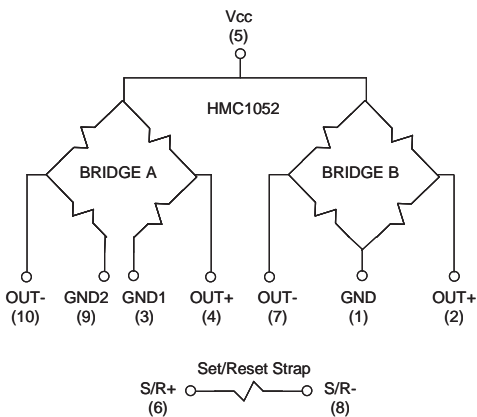 Vcc
(5)
HMC1052
BRIDGE A BRIDGE B
OUT- GND2 GND1 OUT+ OUT- GND OUT+
(10) (9) (3) (4) (7) (1) (2)
Set/Reset Strap
S/R+ S/R-
(6) (8)